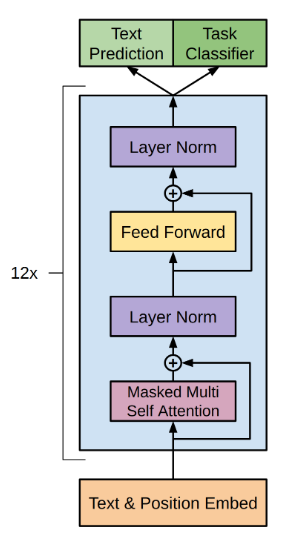 Text
Prediction
Task
Classifier
Layer Norm
+
Feed Forward
12x
Layer Norm
+
Masked Multi
Self Attention
Text & Position Embed